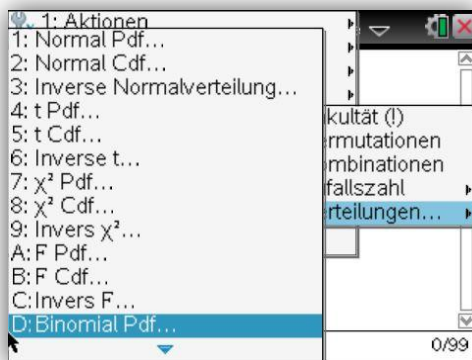 1: Aktionen
1: Normal Pdf...
2: Normal Cdf...
3: Inverse Normalverteilung...
4: t Pdf...
5: t Cdf...
6: Inverse t...
7: χ² Pdf...
8: χ² Cdf...
9: Invers χ²...
A: F Pdf...
B: F Cdf...
C: Invers F...
D: Binomial Pdf...
kultät (!)
rmutationen
mbinationen
fallszahl
rteilungen...
0/99